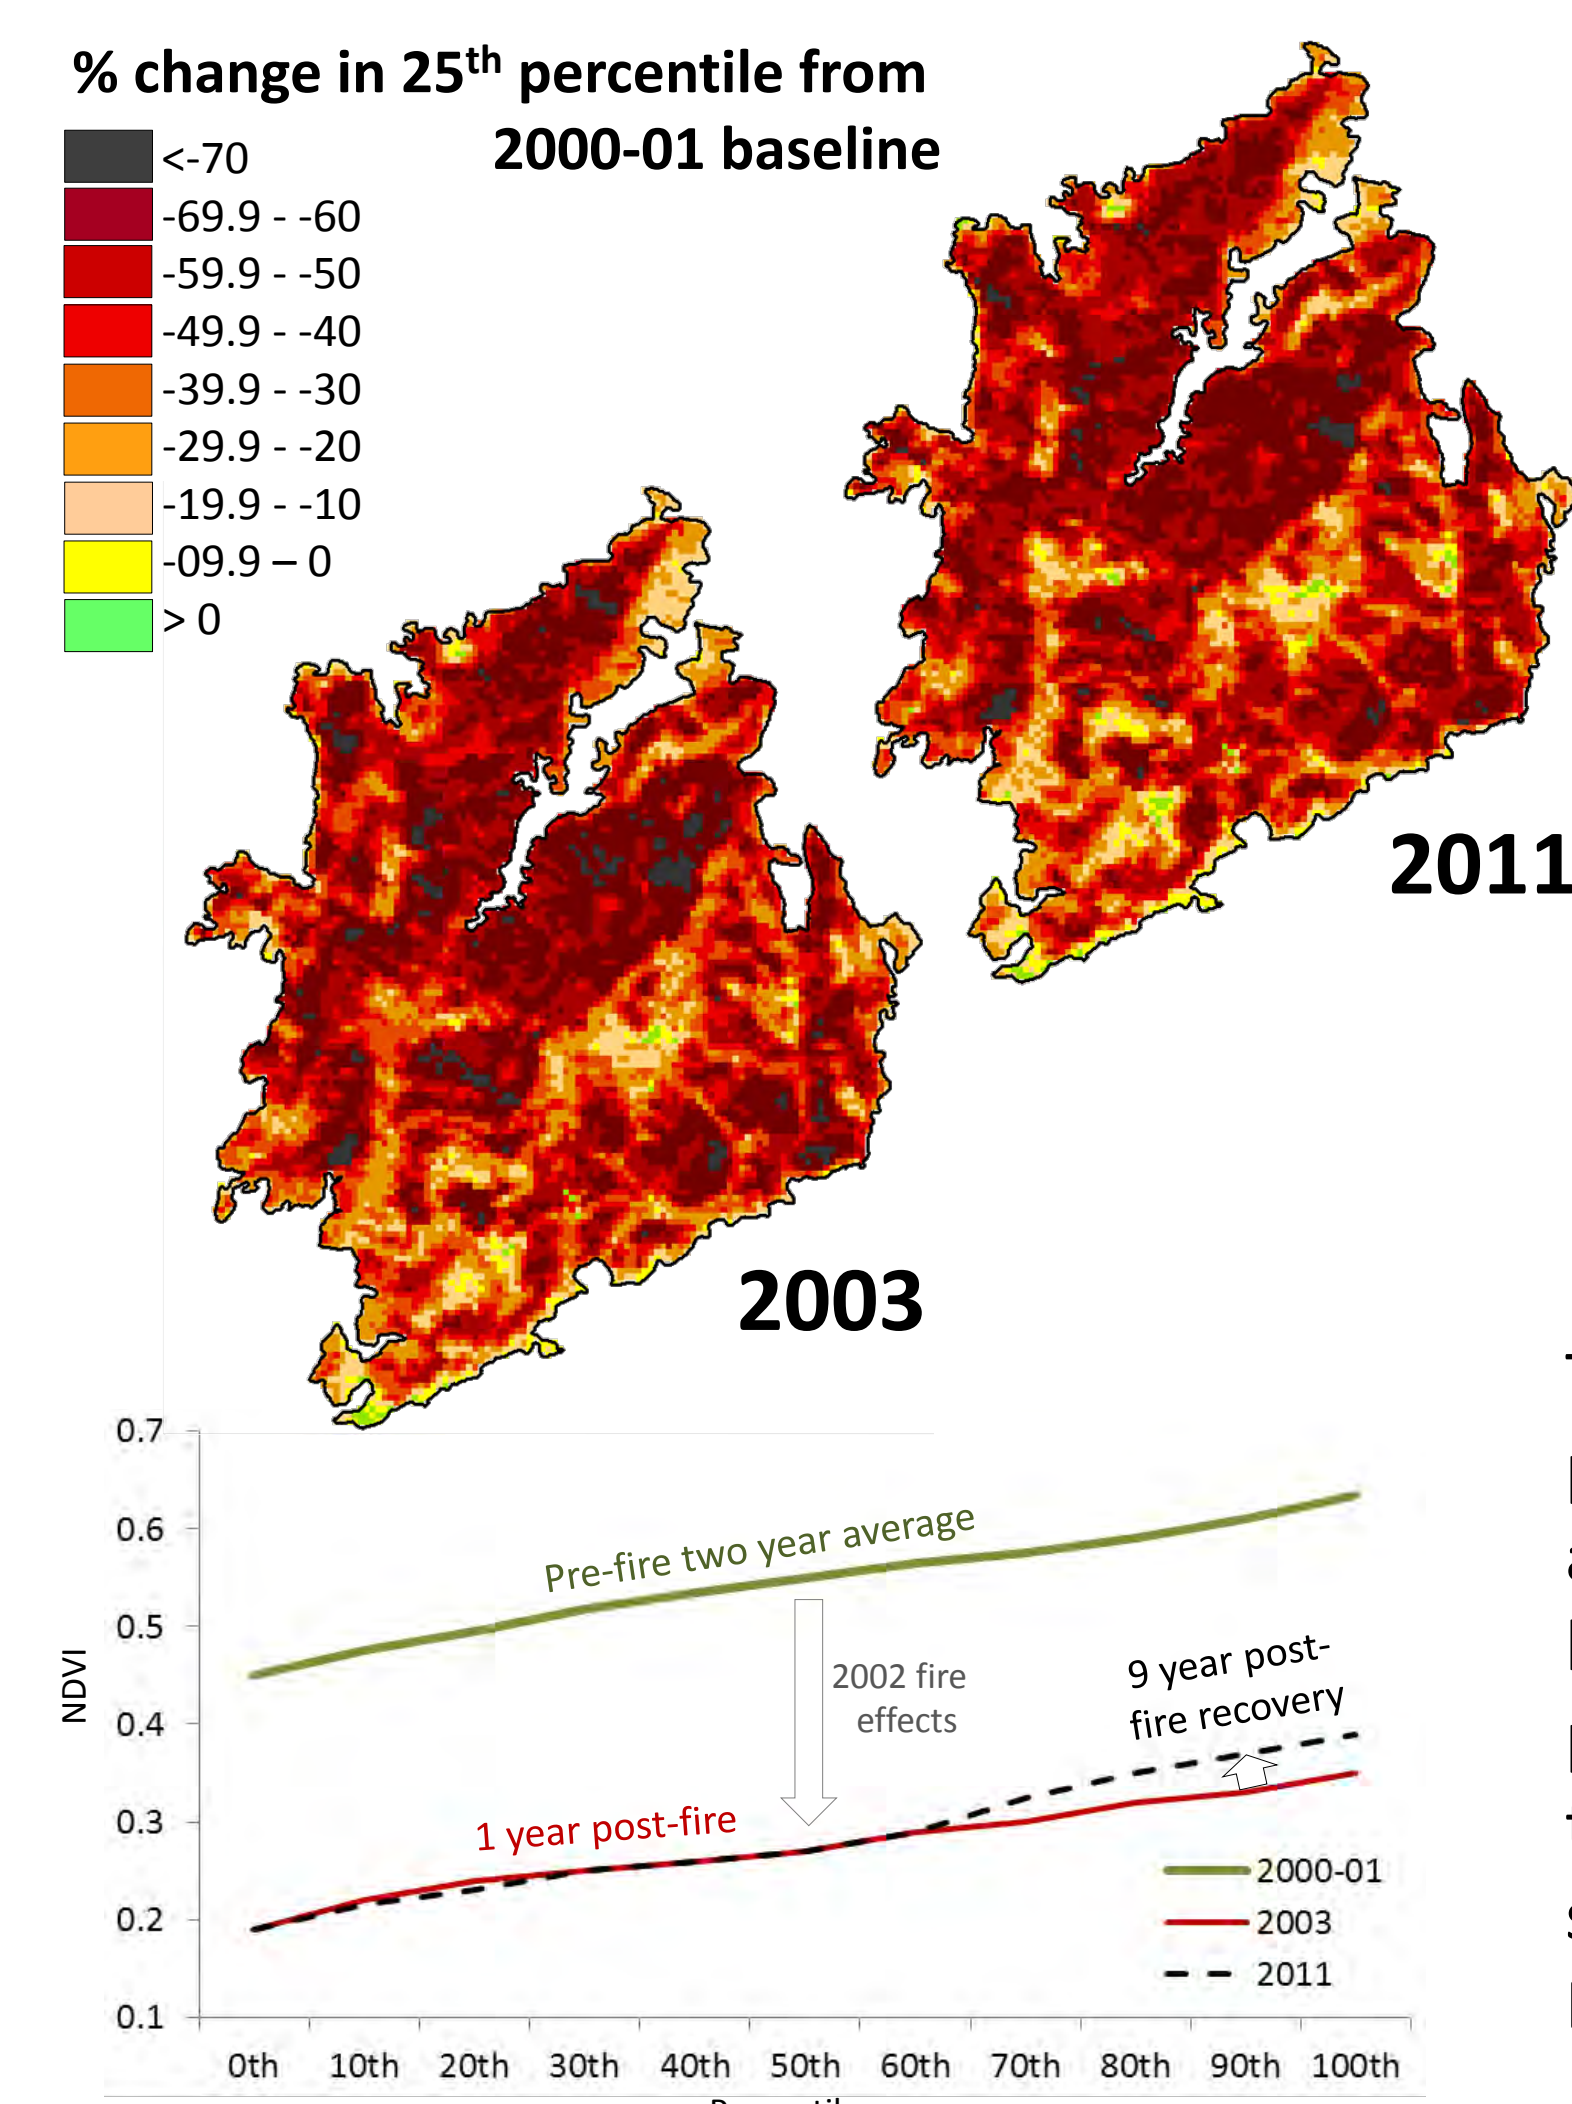 % change in 25th percentile from
2000-01 baseline
<-70
-69.9 - -60
-59.9 - -50
-49.9 - -40
-39.9 - -30
-29.9 - -20
-19.9 - -10
-09.9 – 0
> 0
2011
2003
0.7
0.6
0.5
0.4
0.3
0.2
0.1
NDVI
Pre-fire two year average
2002 fire
effects
9 year post-
fire recovery
1 year post-fire
2000-01
2003
2011
0th 10th 20th 30th 40th 50th 60th 70th 80th 90th 100th